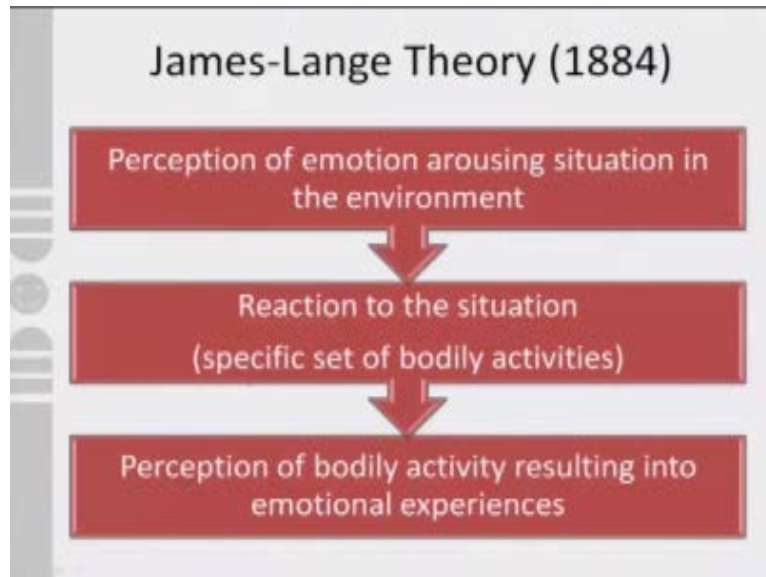 James-Lange Theory (1884)
Perception of emotion arousing situation in
the environment
Reaction to the situation
(specific set of bodily activities)
Perception of bodily activity resulting into
emotional experiences